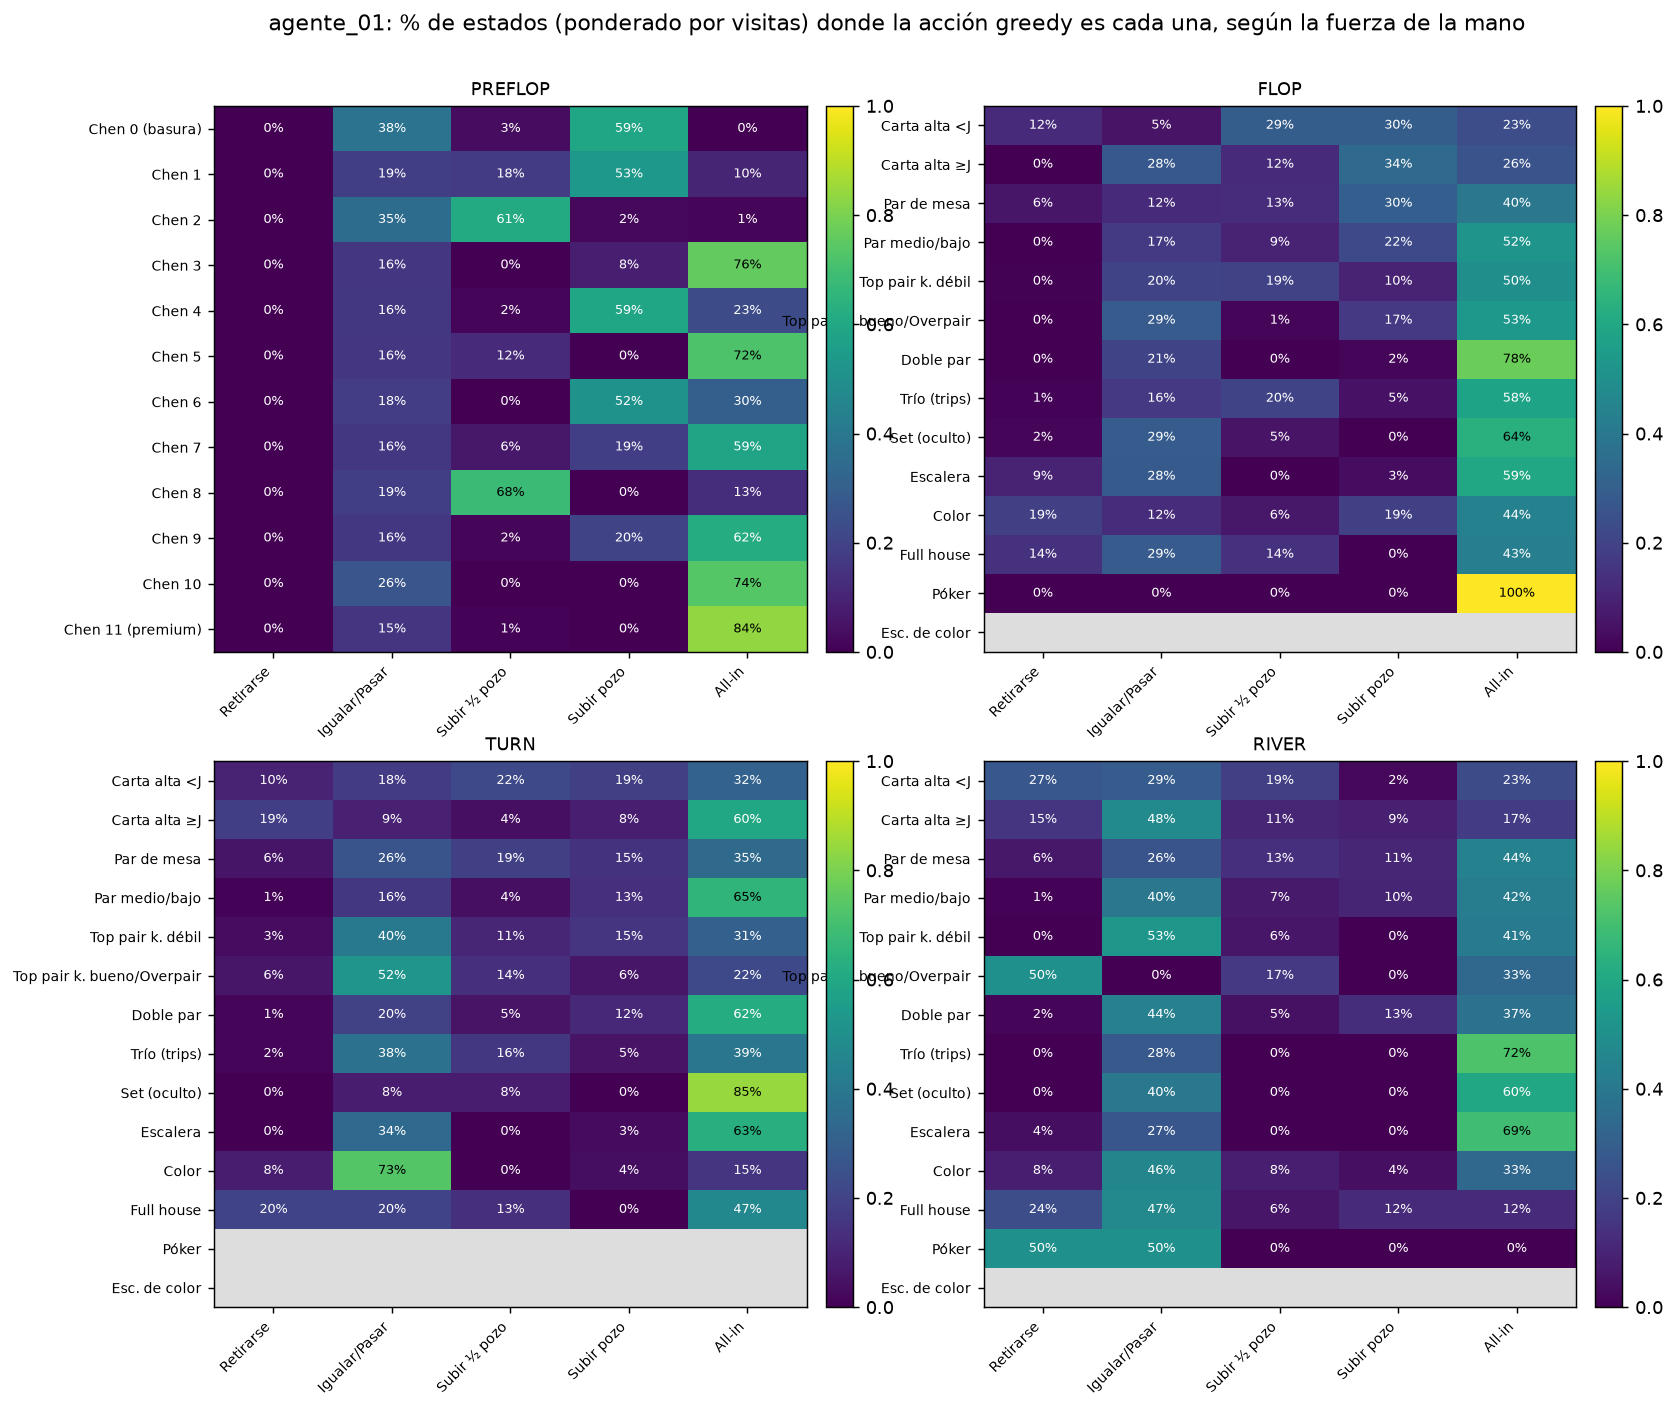 agente_01: % de estados (ponderado por visitas) donde la acción greedy es cada una, según la fuerza de la mano
PREFLOP
Chen 0 (basura) 0% 38% 3% 59% 0%
Chen 1 0% 19% 18% 53% 10%
Chen 2 0% 35% 61% 2% 1%
Chen 3 0% 16% 0% 8% 76%
Chen 4 0% 16% 2% 59% 23%
Chen 5 0% 16% 12% 0% 72%
Chen 6 0% 18% 0% 52% 30%
Chen 7 0% 16% 6% 19% 59%
Chen 8 0% 19% 68% 0% 13%
Chen 9 0% 16% 2% 20% 62%
Chen 10 0% 26% 0% 0% 74%
Chen 11 (premium) 0% 15% 1% 0% 84%
Retirarse Igualar/Pasar Subir ½ pozo Subir pozo All-in
1.0
0.8
0.6
0.4
0.2
0.0
FLOP
Carta alta <J 12% 5% 29% 30% 23%
Carta alta ≥J 0% 28% 12% 34% 26%
Par de mesa 6% 12% 13% 30% 40%
Par medio/bajo 0% 17% 9% 22% 52%
Top pair k. débil 0% 20% 19% 10% 50%
Top pair k. bueno/Overpair 0% 29% 1% 17% 53%
Doble par 0% 21% 0% 2% 78%
Trío (trips) 1% 16% 20% 5% 58%
Set (oculto) 2% 29% 5% 0% 64%
Escalera 9% 28% 0% 3% 59%
Color 19% 12% 6% 19% 44%
Full house 14% 29% 14% 0% 43%
Póker 0% 0% 0% 0% 100%
Esc. de color
Retirarse Igualar/Pasar Subir ½ pozo Subir pozo All-in
1.0
0.8
0.6
0.4
0.2
0.0
TURN
Carta alta <J 10% 18% 22% 19% 32%
Carta alta ≥J 19% 9% 4% 8% 60%
Par de mesa 6% 26% 19% 15% 35%
Par medio/bajo 1% 16% 4% 13% 65%
Top pair k. débil 3% 40% 11% 15% 31%
Top pair k. bueno/Overpair 6% 52% 14% 6% 22%
Doble par 1% 20% 5% 12% 62%
Trío (trips) 2% 38% 16% 5% 39%
Set (oculto) 0% 8% 8% 0% 85%
Escalera 0% 34% 0% 3% 63%
Color 8% 73% 0% 4% 15%
Full house 20% 20% 13% 0% 47%
Póker
Esc. de color
Retirarse Igualar/Pasar Subir ½ pozo Subir pozo All-in
1.0
0.8
0.6
0.4
0.2
0.0
RIVER
Carta alta <J 27% 29% 19% 2% 23%
Carta alta ≥J 15% 48% 11% 9% 17%
Par de mesa 6% 26% 13% 11% 44%
Par medio/bajo 1% 40% 7% 10% 42%
Top pair k. débil 0% 53% 6% 0% 41%
Top pair k. bueno/Overpair 50% 0% 17% 0% 33%
Doble par 2% 44% 5% 13% 37%
Trío (trips) 0% 28% 0% 0% 72%
Set (oculto) 0% 40% 0% 0% 60%
Escalera 4% 27% 0% 0% 69%
Color 8% 46% 8% 4% 33%
Full house 24% 47% 6% 12% 12%
Póker 50% 50% 0% 0% 0%
Esc. de color
Retirarse Igualar/Pasar Subir ½ pozo Subir pozo All-in
1.0
0.8
0.6
0.4
0.2
0.0